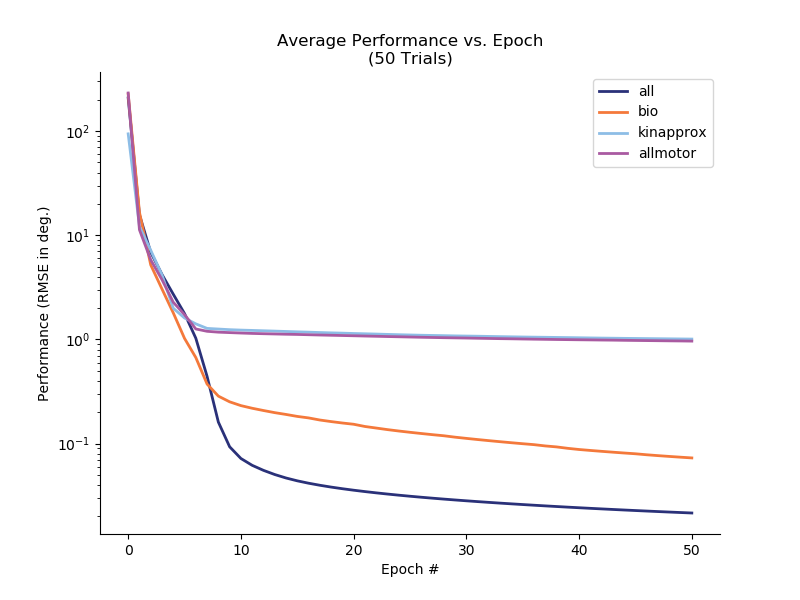 Average Performance vs. Epoch
(50 Trials)
all
bio
kinapprox
allmotor
Performance (RMSE in deg.)
10²
10¹
10⁰
10⁻¹
0 10 20 30 40 50
Epoch #